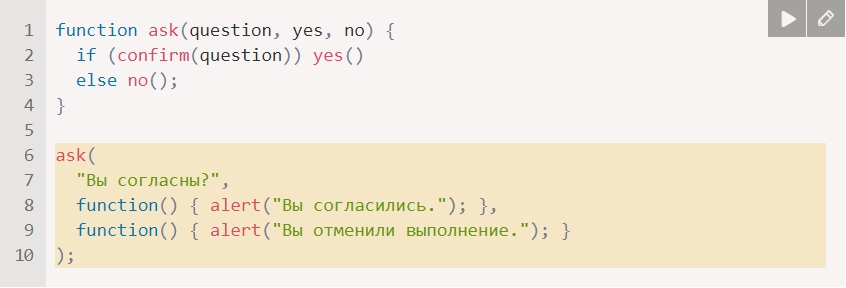 1 function ask(question, yes, no) {
2   if (confirm(question)) yes()
3   else no();
4 }
5
6 ask(
7   "Вы согласны?",
8   function() { alert("Вы согласились."); },
9   function() { alert("Вы отменили выполнение."); }
10 );